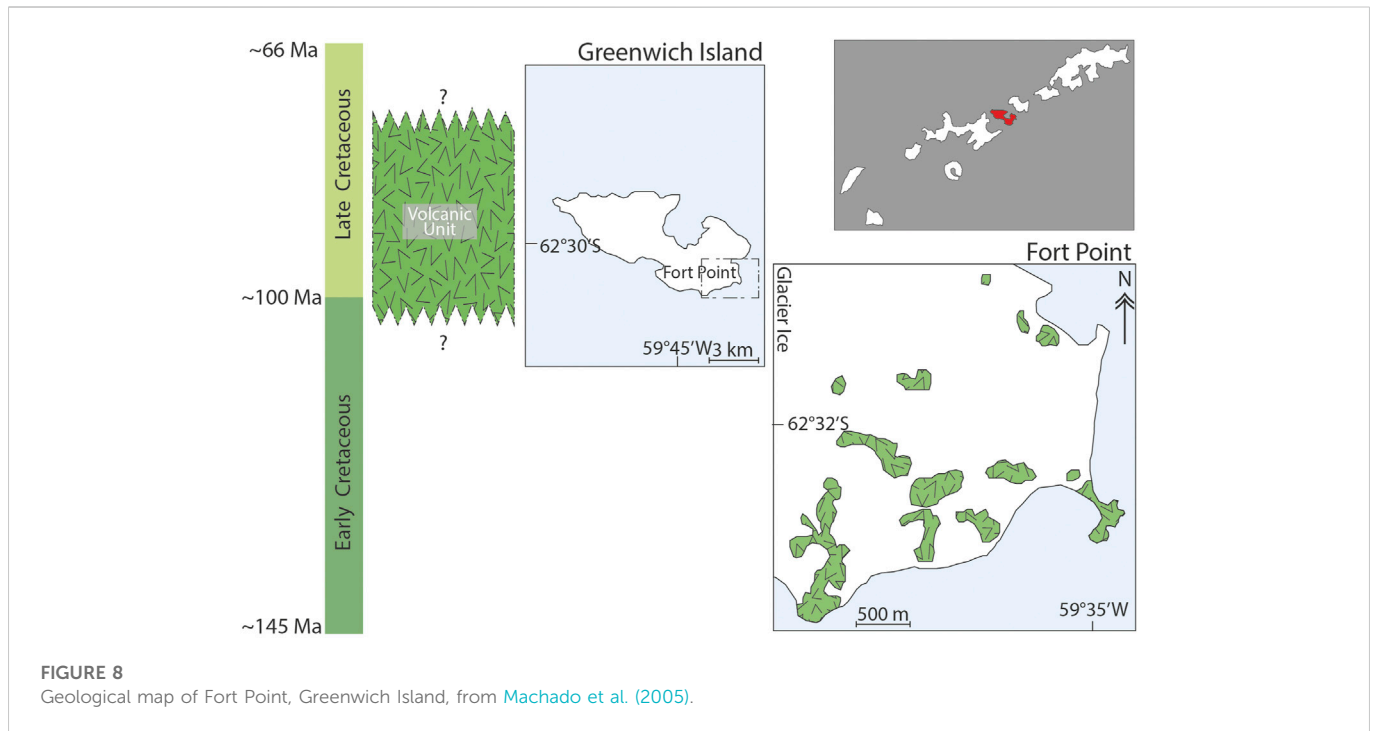 ~66 Ma
Late Cretaceous
~100 Ma
Early Cretaceous
~145 Ma
?
Volcanic
Unit
?
Greenwich Island
62°30'S
Fort Point
59°45'W
3 km
Fort Point
Glacier Ice
N
62°32'S
500 m
59°35'W
FIGURE 8
Geological map of Fort Point, Greenwich Island, from Machado et al. (2005).